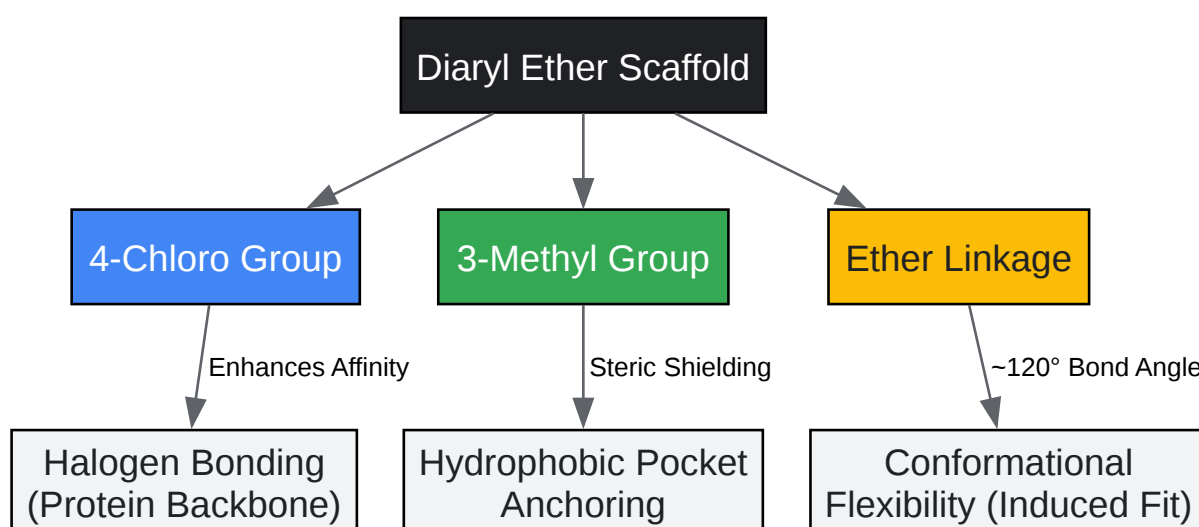 Diaryl Ether Scaffold
4-Chloro Group
3-Methyl Group
Ether Linkage
Enhances Affinity
Steric Shielding
~120° Bond Angle
Halogen Bonding
(Protein Backbone)
Hydrophobic Pocket
Anchoring
Conformational
Flexibility (Induced Fit)